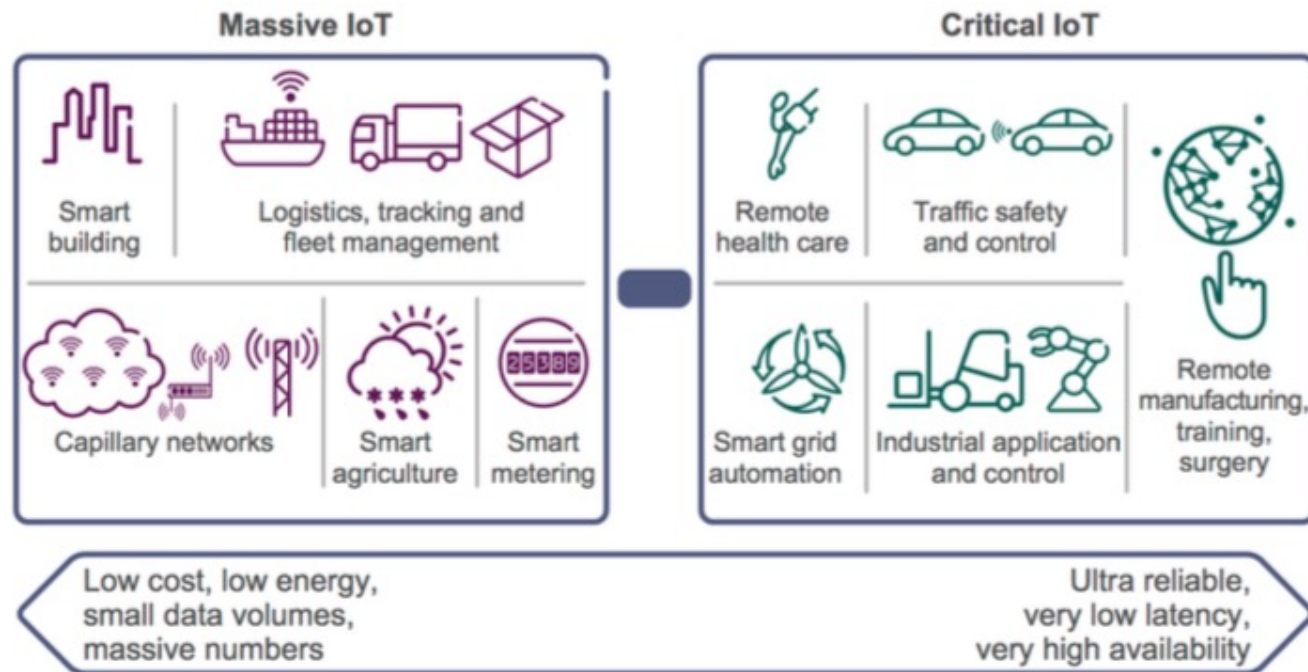 Massive IoT
Critical IoT
Smart
building
Logistics, tracking and
fleet management
Remote
health care
Traffic safety
and control
25389
Capillary networks
Smart
agriculture
Smart
metering
Smart grid
automation
Industrial application
and control
Remote
manufacturing,
training,
surgery
Low cost, low energy,
small data volumes,
massive numbers
Ultra reliable,
very low latency,
very high availability